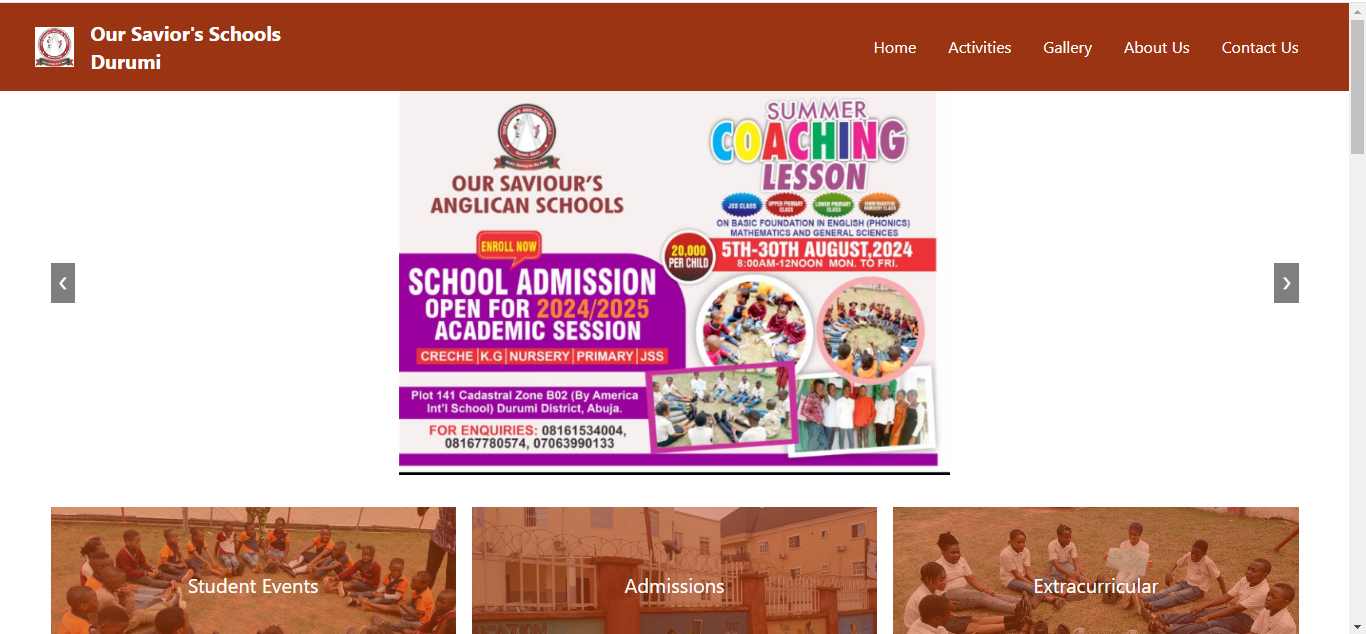 Our Savior's Schools
Durumi
Home
Activities
Gallery
About Us
Contact Us
OUR SAVIOUR'S
ANGLICAN SCHOOLS
ENROLL NOW
SCHOOL ADMISSION
OPEN FOR 2024/2025
ACADEMIC SESSION
CRECHE|K.G|NURSERY|PRIMARY|JSS
Plot 141 Cadastral Zone B02 (By America
Int'l School) Durumi District, Abuja.
FOR ENQUIRIES: 08161534004,
08167780574, 07063990133
SUMMER
COACHING
LESSON
JSS CLASS
UPPER PRIMARY
CLASS
LOWER PRIMARY
CLASS
KINDERGARTEN/
NURSERY CLASS
ON BASIC FOUNDATION IN ENGLISH (PHONICS)
MATHEMATICS AND GENERAL SCIENCES
20,000
PER CHILD
5TH-30TH AUGUST,2024
8:00AM-12NOON MON. TO FRI.
Student Events
Admissions
Extracurricular